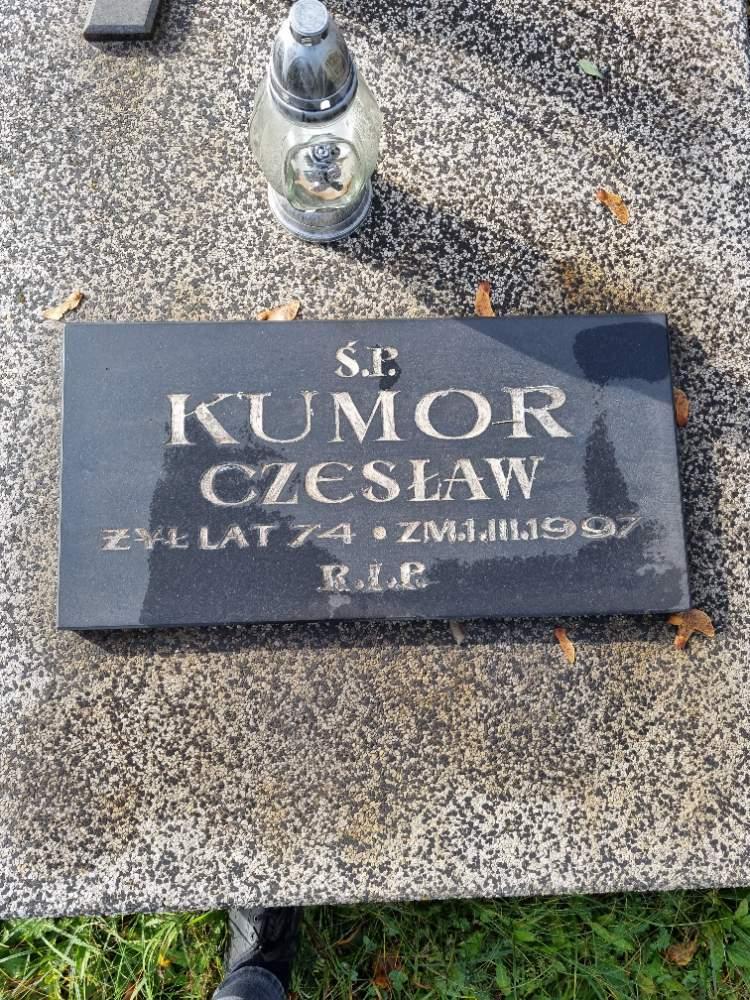 Ś.P.
KUMOR
CZESŁAW
ŻYŁ LAT 74 • ZM.1.III.1997
R.I.P.